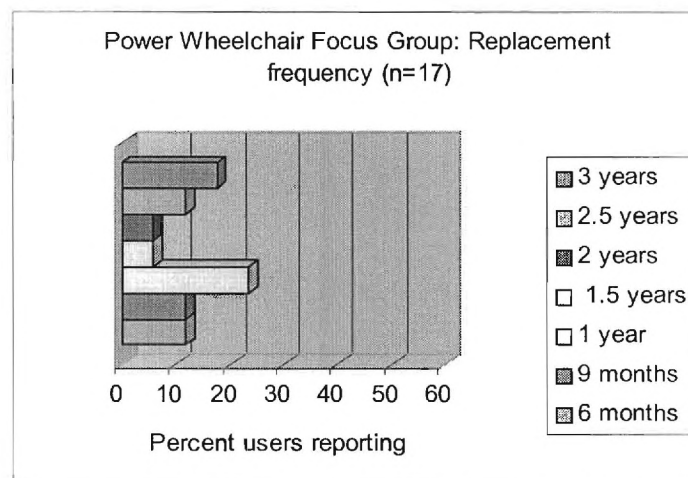 Power Wheelchair Focus Group: Replacement
frequency (n=17)
3 years
2.5 years
2 years
1.5 years
1 year
9 months
6 months
0 10 20 30 40 50 60
Percent users reporting